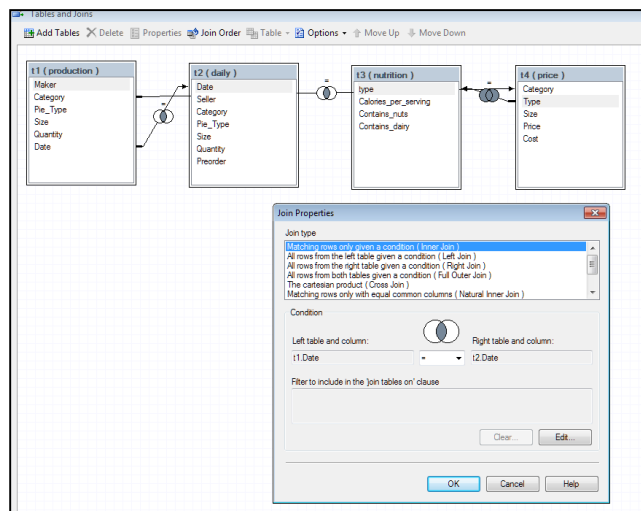 Tables and Joins
Add Tables Delete Properties Join Order Table Options Move Up Move Down
t1 ( production )
Maker
Category
Pie_Type
Size
Quantity
Date
=
t2 ( daily )
Date
Seller
Category
Pie_Type
Size
Quantity
Preorder
=
t3 ( nutrition )
type
Calories_per_serving
Contains_nuts
Contains_dairy
=
t4 ( price )
Category
Type
Size
Price
Cost
Join Properties
Join type
Matching rows only given a condition ( Inner Join )
All rows from the left table given a condition ( Left Join )
All rows from the right table given a condition ( Right Join )
All rows from both tables given a condition ( Full Outer Join )
The cartesian product ( Cross Join )
Matching rows only with equal common columns ( Natural Inner Join )
Condition
Left table and column: Right table and column:
t1.Date = t2.Date
Filter to include in the 'join tables on' clause
Clear... Edit...
OK Cancel Help